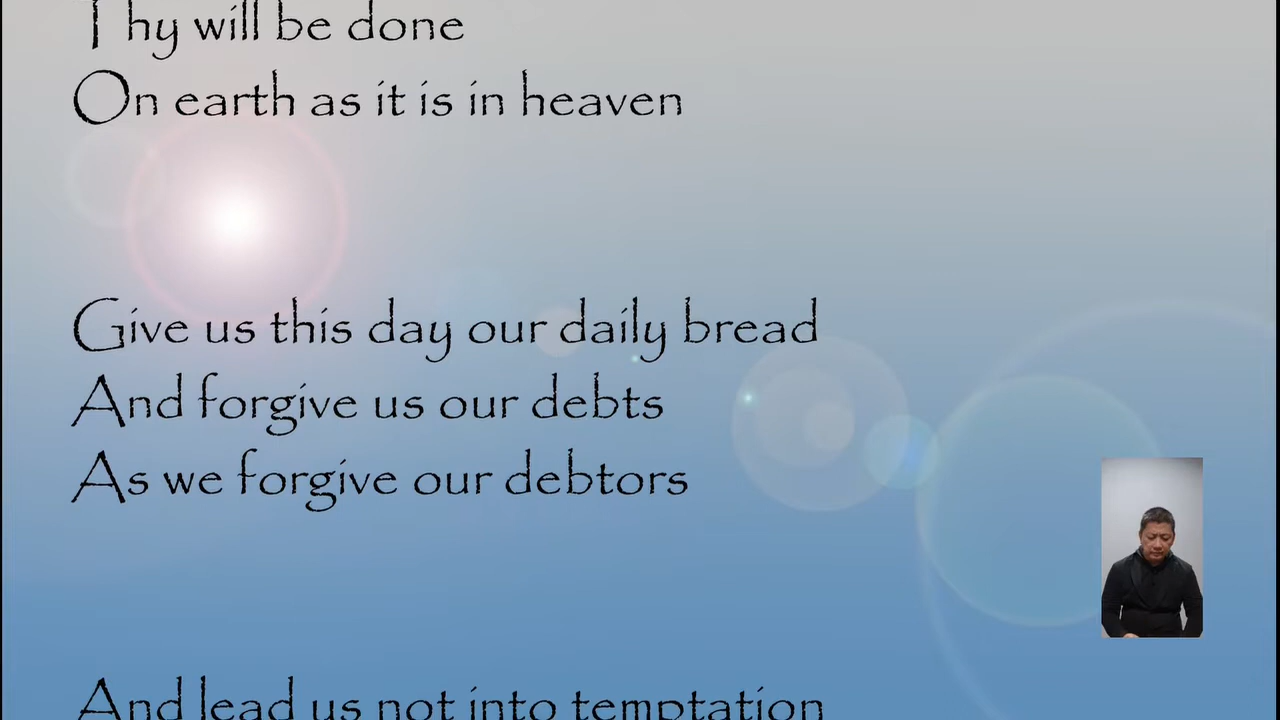 Thy will be done
On earth as it is in heaven
Give us this day our daily bread
And forgive us our debts
As we forgive our debtors
And lead us not into temptation